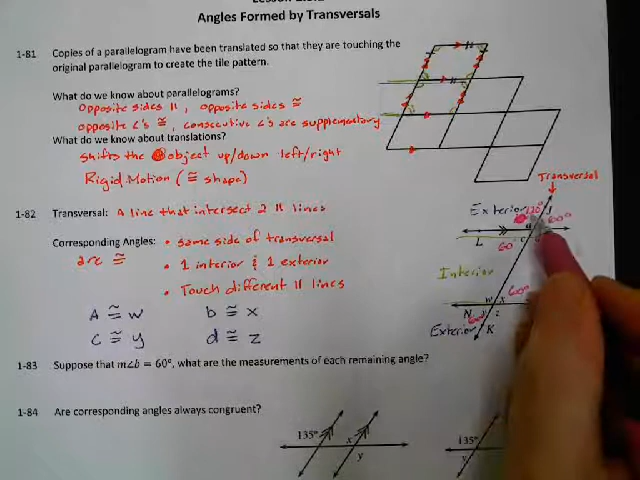 Angles Formed by Transversals
1-81 Copies of a parallelogram have been translated so that they are touching the
original parallelogram to create the tile pattern.
What do we know about parallelograms?
opposite sides ||, opposite sides ≅
opposite ∠'s ≅, consecutive ∠'s are supplementary
What do we know about translations?
shifts the object up/down left/right
Rigid Motion (≅ shape)
Transversal
1-82 Transversal: A line that intersect 2 || lines
Exterior 120°
60°
Corresponding Angles: • same side of transversal
are ≅
L 60 c
• 1 interior & 1 exterior
Interior
• Touch different || lines
60°
w x
A ≅ w b ≅ x
N y z
c ≅ y d ≅ z
Exterior K
1-83 Suppose that m∠b = 60°, what are the measurements of each remaining angle?
1-84 Are corresponding angles always congruent?
135° x
y
135°
y